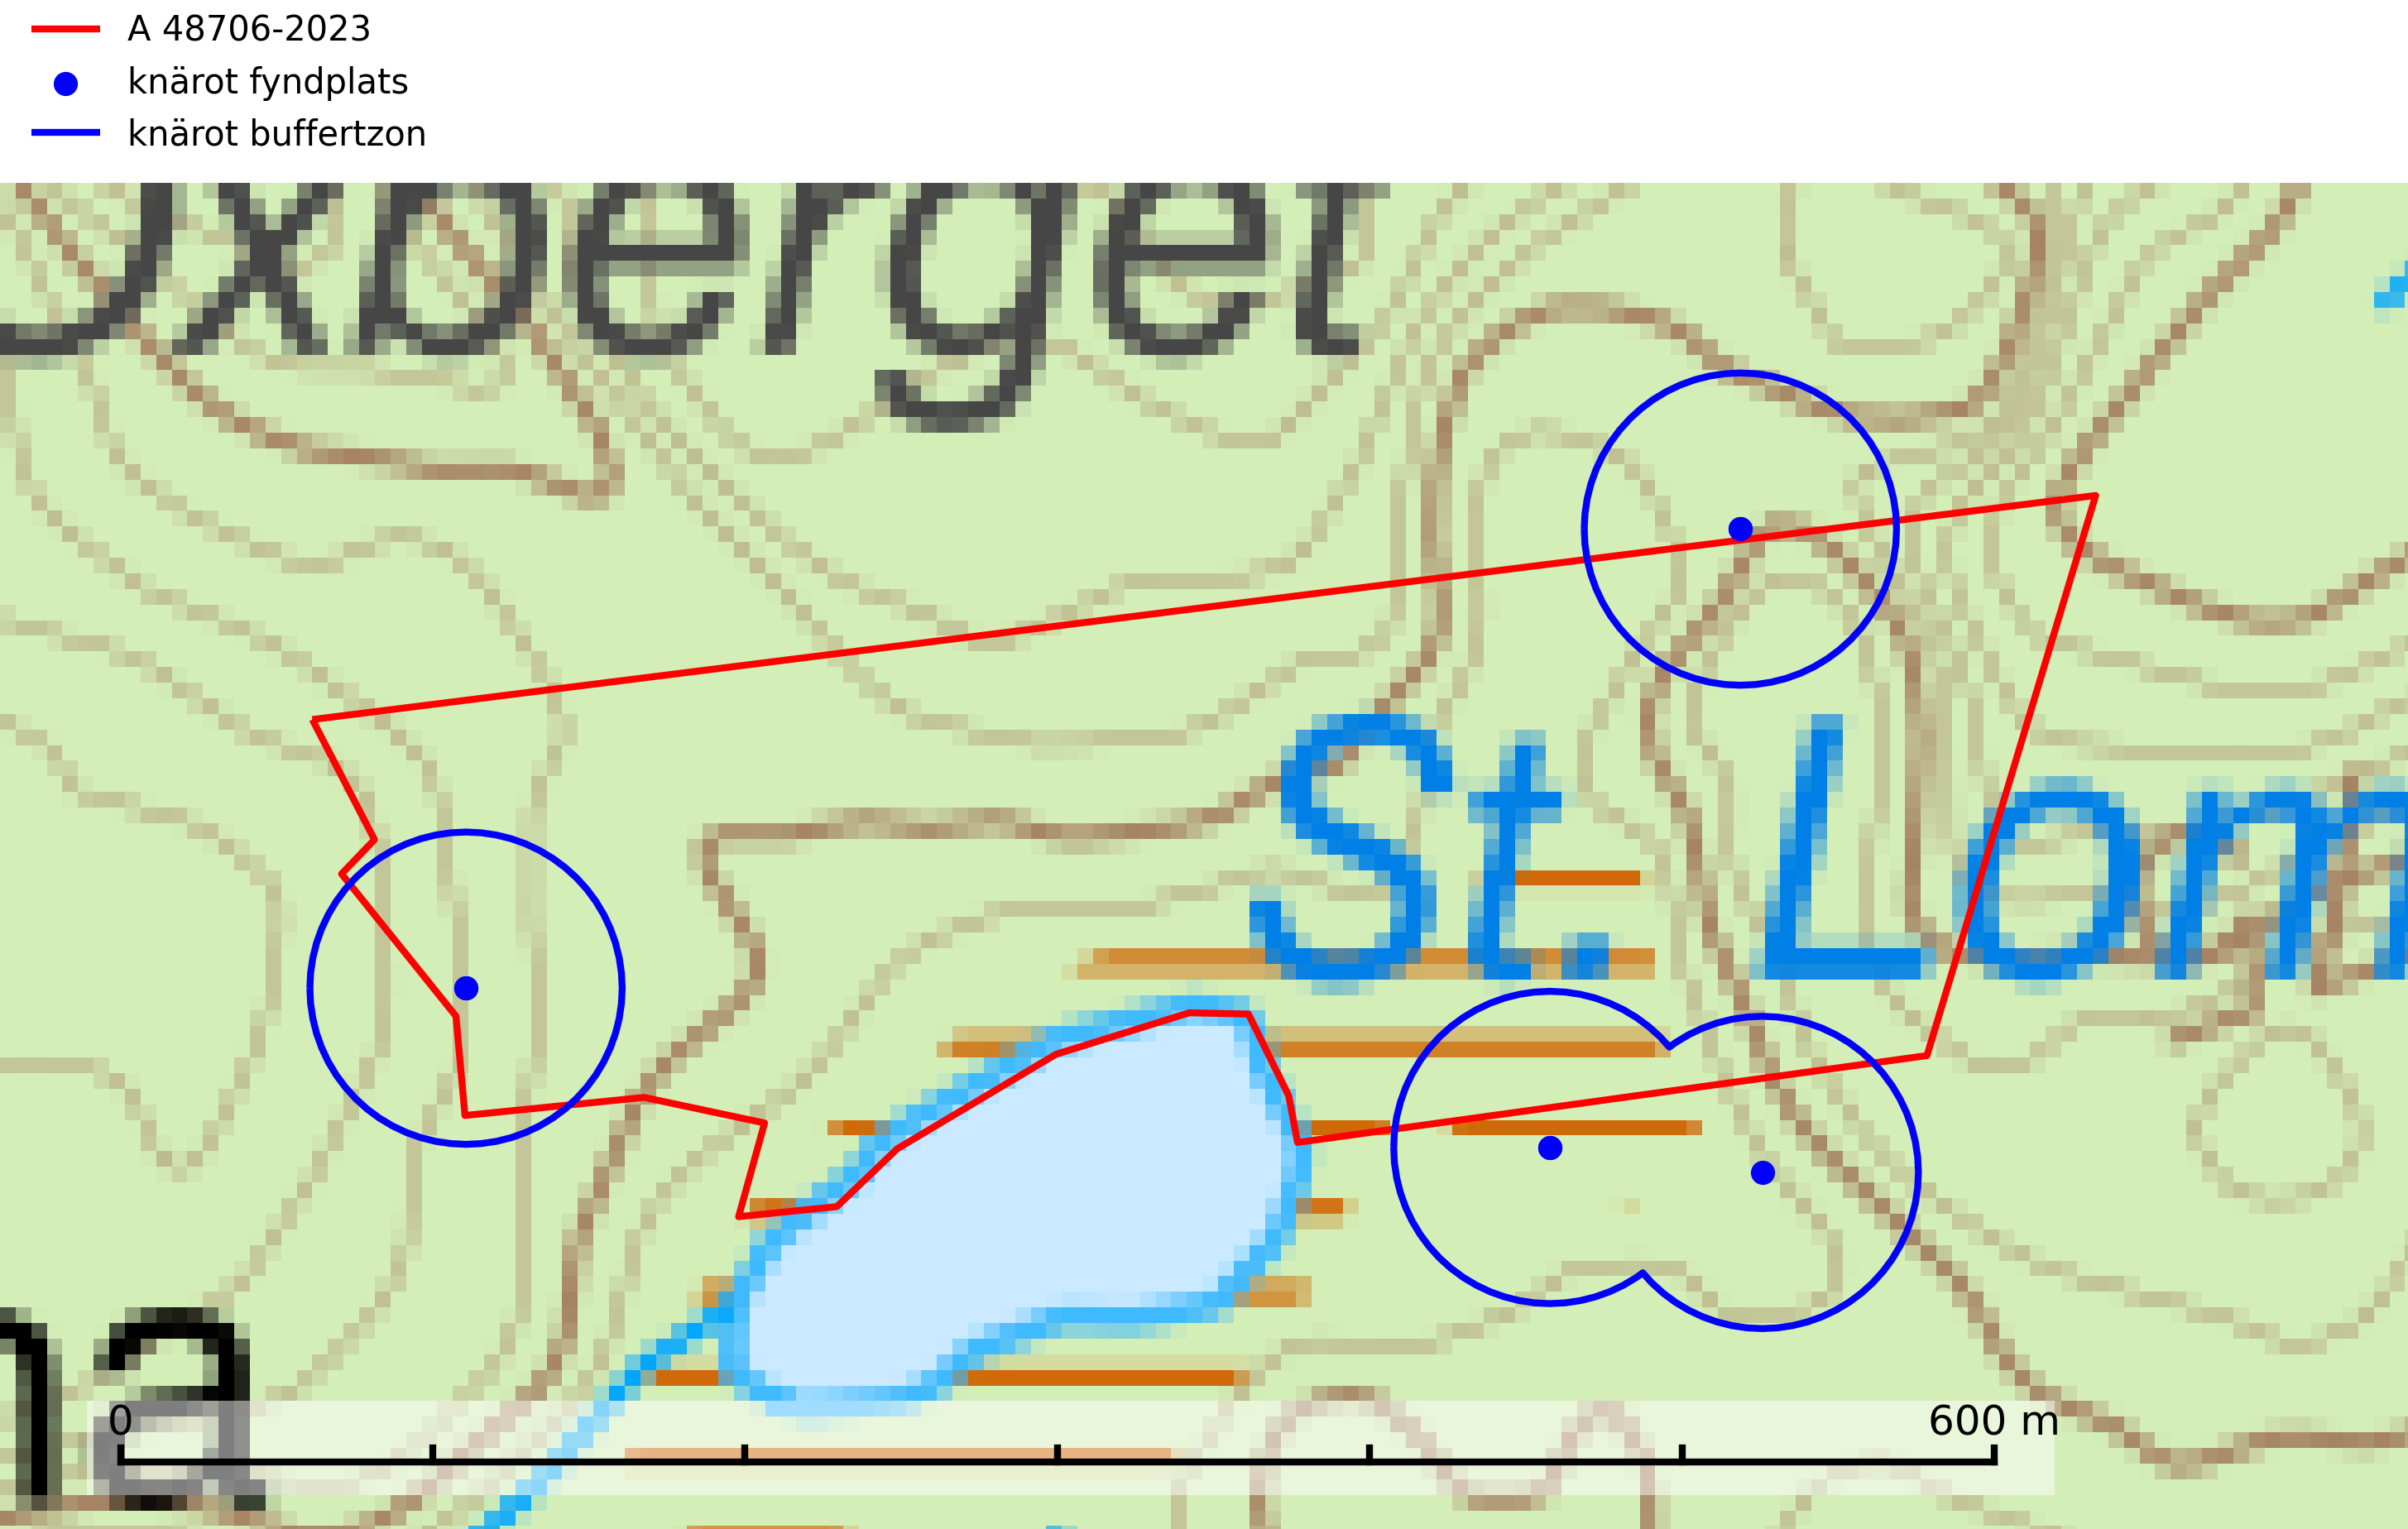 A 48706-2023
knärot fyndplats
knärot buffertzon
St. Lom
0
600 m